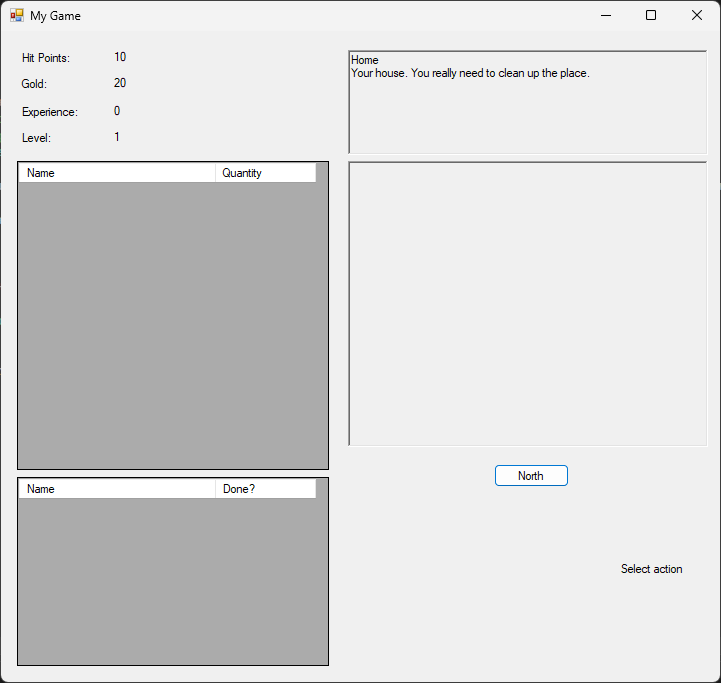 My Game
Hit Points: 10
Gold: 20
Experience: 0
Level: 1
Home
Your house. You really need to clean up the place.
Name Quantity
Name Done?
North
Select action